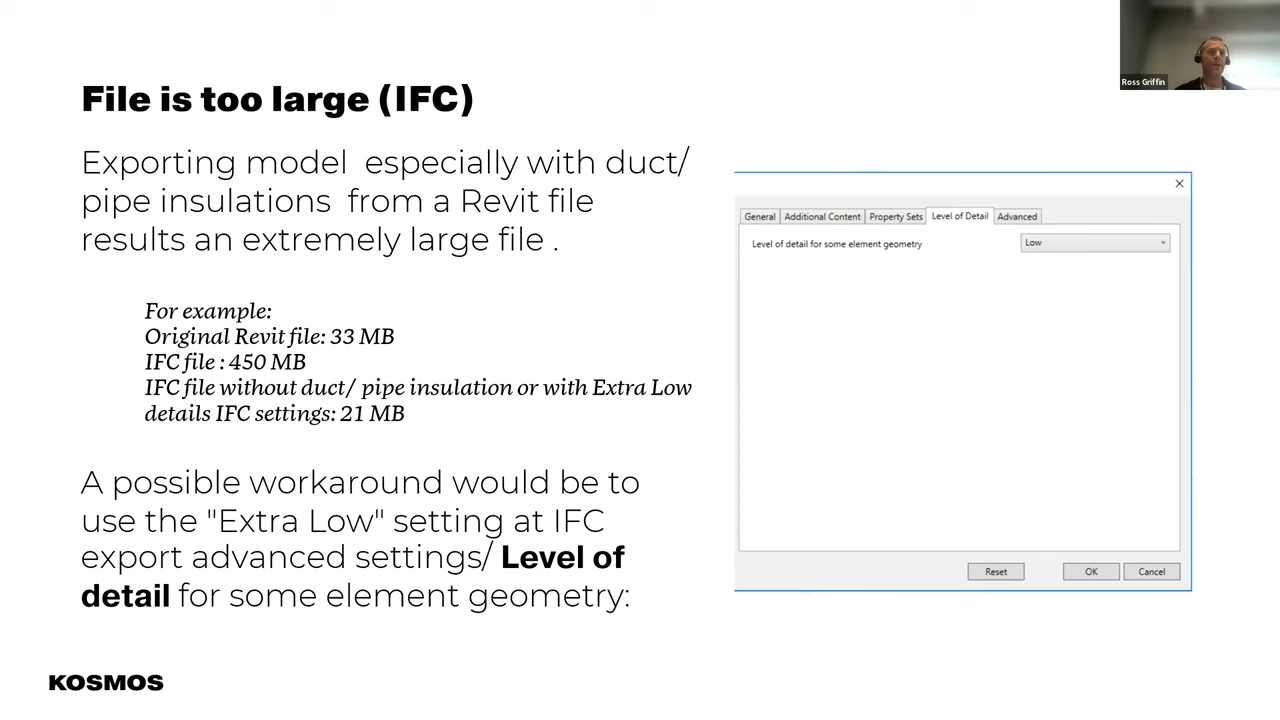 Ross Griffin
File is too large (IFC)
Exporting model  especially with duct/
pipe insulations  from a Revit file
results an extremely large file .
For example:
Original Revit file: 33 MB
IFC file : 450 MB
IFC file without duct/ pipe insulation or with Extra Low
details IFC settings: 21 MB
A possible workaround would be to
use the "Extra Low" setting at IFC
export advanced settings/ Level of
detail for some element geometry:
General Additional Content Property Sets Level of Detail Advanced
Level of detail for some element geometry Low
Reset OK Cancel
KOSMOS